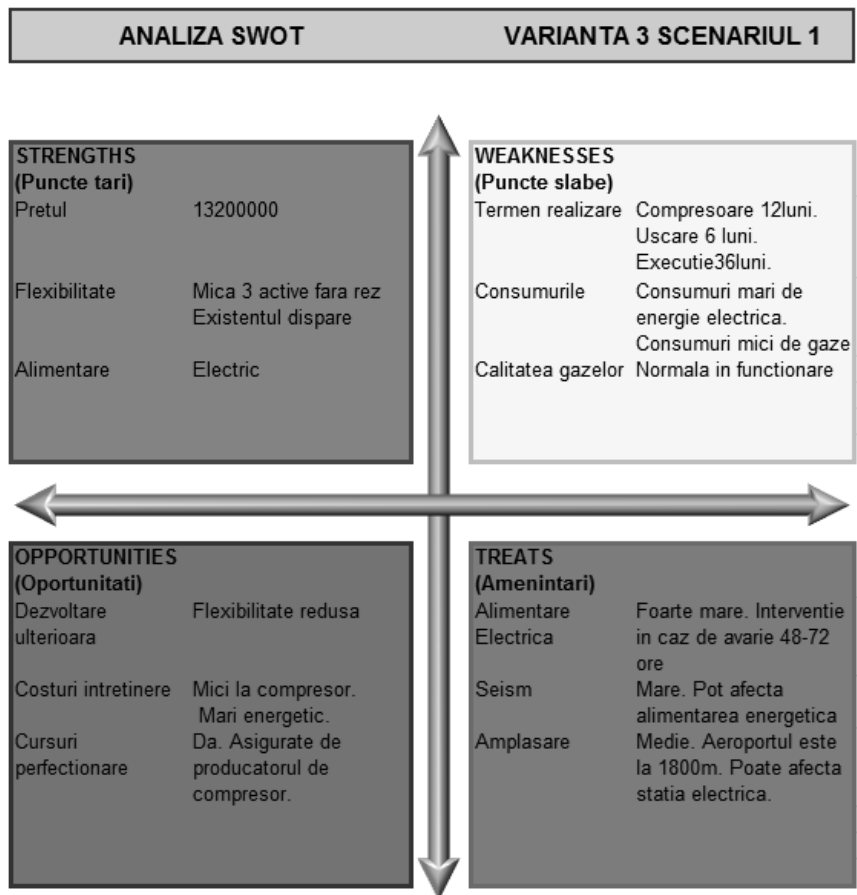 ANALIZA SWOT VARIANTA 3 SCENARIUL 1
STRENGTHS
(Puncte tari)
Pretul 13200000
Flexibilitate Mica 3 active fara rez
Existentul dispare
Alimentare Electric
WEAKNESSES
(Puncte slabe)
Termen realizare Compresoare 12luni.
Uscare 6 luni.
Executie36luni.
Consumurile Consumuri mari de
energie electrica.
Consumuri mici de gaze
Calitatea gazelor Normala in functionare
OPPORTUNITIES
(Oportunitati)
Dezvoltare Flexibilitate redusa
ulterioara
Costuri intretinere Mici la compresor.
Mari energetic.
Cursuri Da. Asigurate de
perfectionare producatorul de
compresor.
TREATS
(Amenintari)
Alimentare Foarte mare. Interventie
Electrica in caz de avarie 48-72
ore
Seism Mare. Pot afecta
alimentarea energetica
Amplasare Medie. Aeroportul este
la 1800m. Poate afecta
statia electrica.